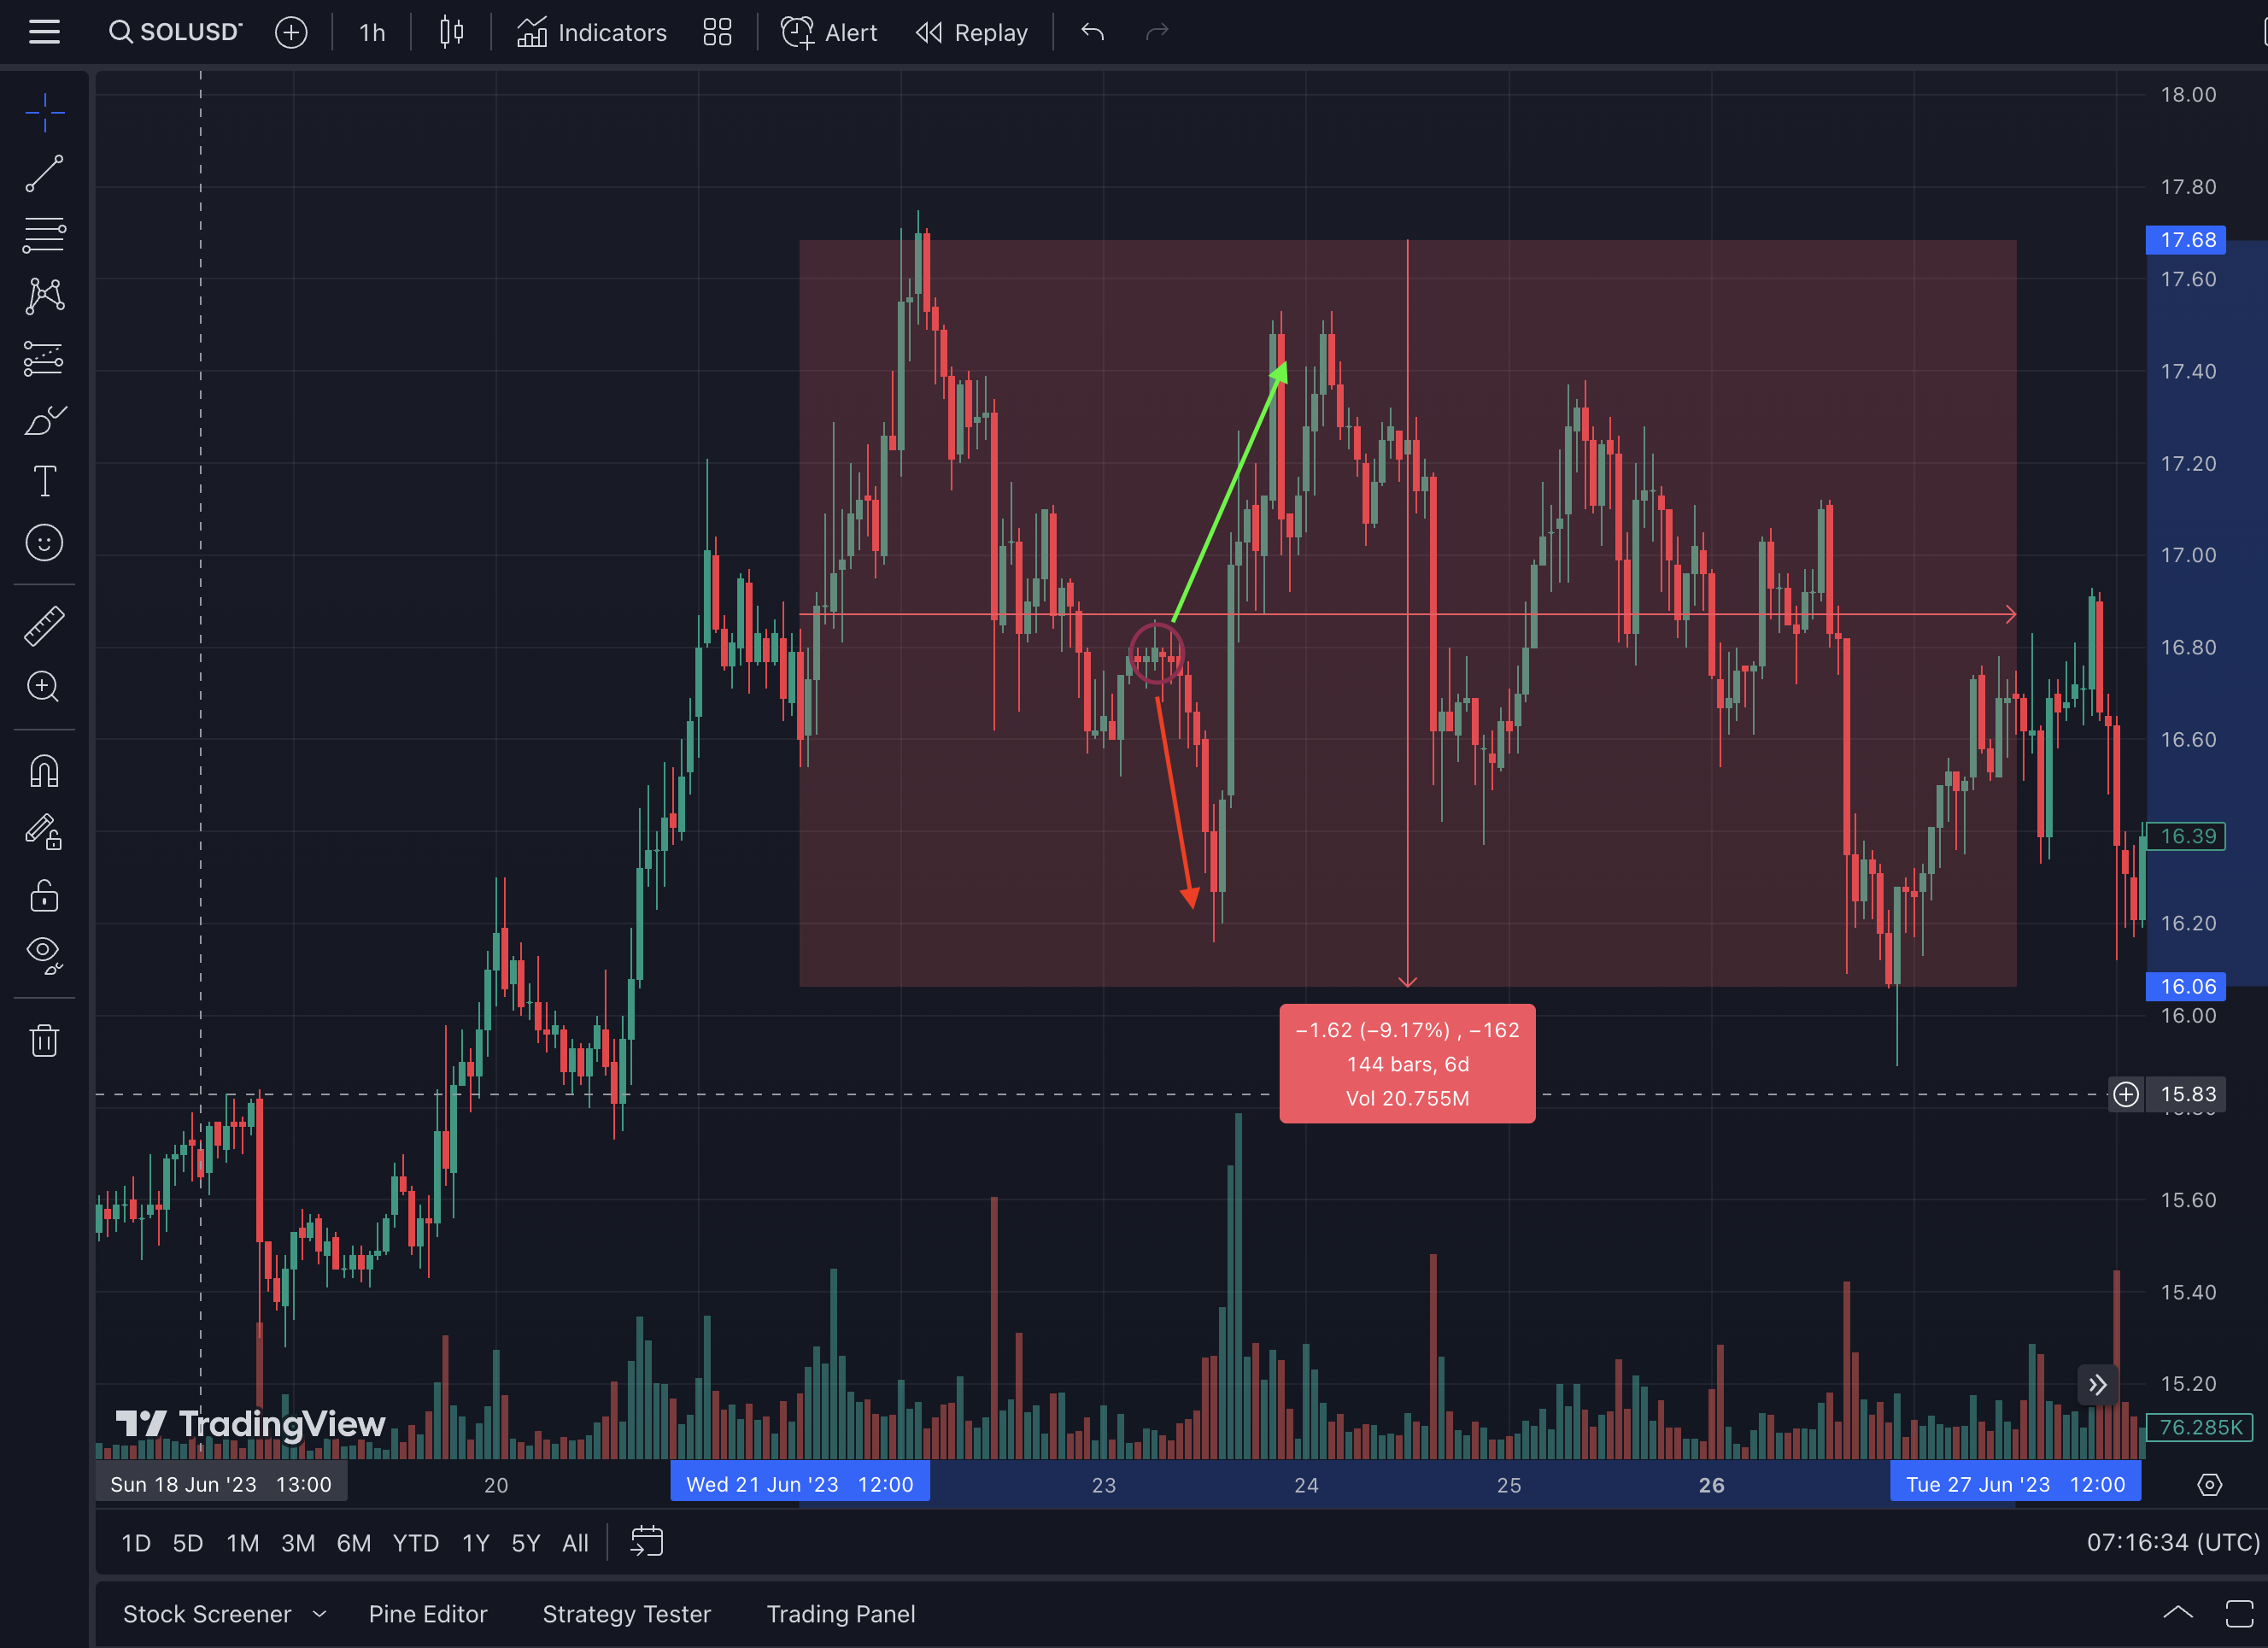 SOLUSDT 1h Indicators Alert Replay
18.00
17.80
17.68
17.60
17.40
17.20
17.00
16.80
16.60
16.39
16.20
16.06
16.00
−1.62 (−9.17%) , −162
144 bars, 6d
Vol 20.755M
15.83
15.60
15.40
15.20
TradingView
76.285K
Sun 18 Jun '23 13:00 20 Wed 21 Jun '23 12:00 23 24 25 26 Tue 27 Jun '23 12:00
1D 5D 1M 3M 6M YTD 1Y 5Y All 07:16:34 (UTC)
Stock Screener Pine Editor Strategy Tester Trading Panel